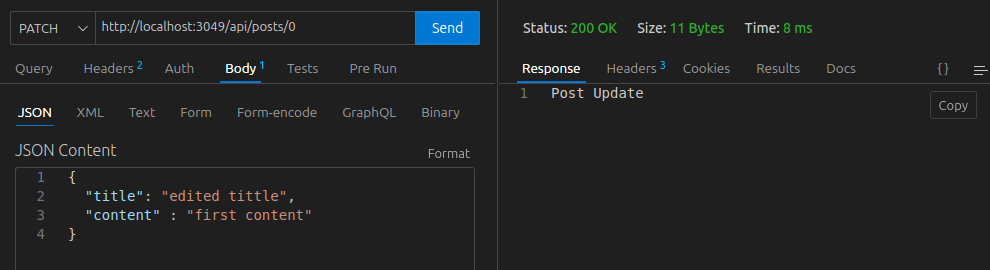 PATCH http://localhost:3049/api/posts/0 Send
Query Headers 2 Auth Body 1 Tests Pre Run
JSON XML Text Form Form-encode GraphQL Binary
JSON Content Format
1 {
2 "title": "edited tittle",
3 "content" : "first content"
4 }
Status: 200 OK Size: 11 Bytes Time: 8 ms
Response Headers 3 Cookies Results Docs {}
1 Post Update
Copy